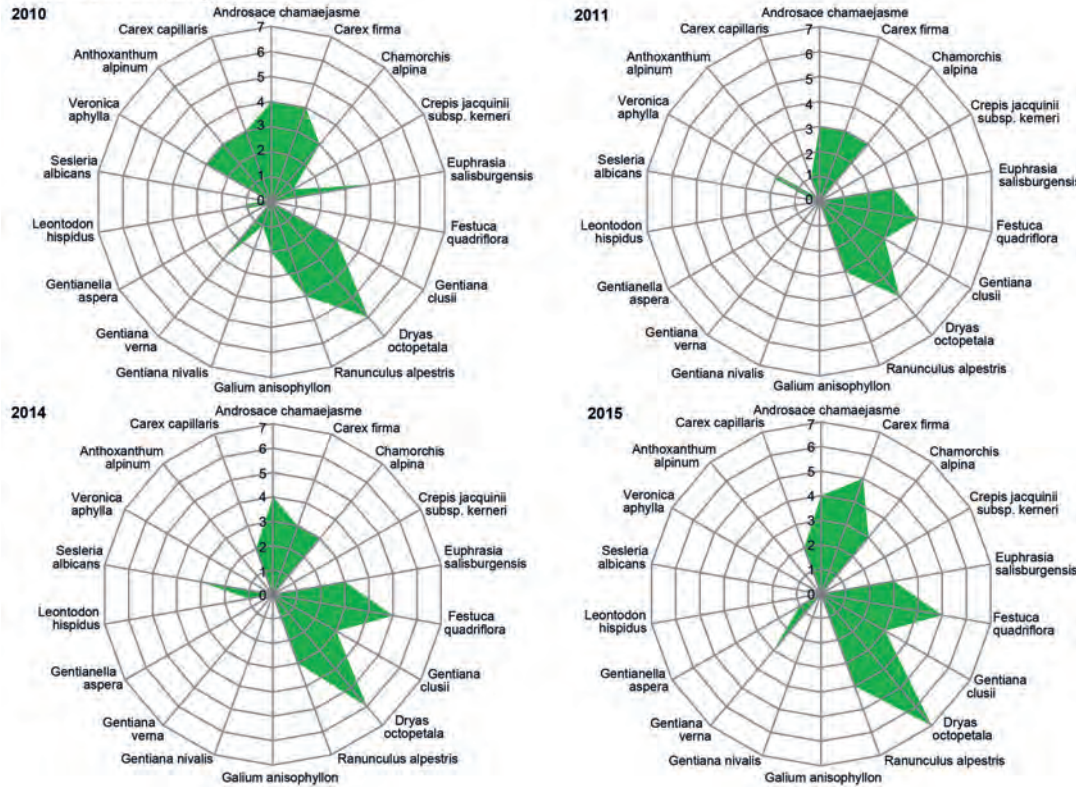 2010
Androsace chamaejasme
Carex capillaris
Carex firma
Anthoxanthum
alpinum
Chamorchis
alpina
Veronica
aphylla
Crepis jacquinii
subsp. kerneri
Sesleria
albicans
Euphrasia
salisburgensis
Leontodon
hispidus
Festuca
quadriflora
Gentianella
aspera
Gentiana
clusii
Gentiana
verna
Dryas
octopetala
Gentiana nivalis
Ranunculus alpestris
Galium anisophyllon
7
6
5
4
3
2
1
0
2011
Androsace chamaejasme
Carex capillaris
Carex firma
Anthoxanthum
alpinum
Chamorchis
alpina
Veronica
aphylla
Crepis jacquinii
subsp. kerneri
Sesleria
albicans
Euphrasia
salisburgensis
Leontodon
hispidus
Festuca
quadriflora
Gentianella
aspera
Gentiana
clusii
Gentiana
verna
Dryas
octopetala
Gentiana nivalis
Ranunculus alpestris
Galium anisophyllon
7
6
5
4
3
2
1
0
2014
Androsace chamaejasme
Carex capillaris
Carex firma
Anthoxanthum
alpinum
Chamorchis
alpina
Veronica
aphylla
Crepis jacquinii
subsp. kerneri
Sesleria
albicans
Euphrasia
salisburgensis
Leontodon
hispidus
Festuca
quadriflora
Gentianella
aspera
Gentiana
clusii
Gentiana
verna
Dryas
octopetala
Gentiana nivalis
Ranunculus alpestris
Galium anisophyllon
7
6
5
4
3
2
1
0
2015
Androsace chamaejasme
Carex capillaris
Carex firma
Anthoxanthum
alpinum
Chamorchis
alpina
Veronica
aphylla
Crepis jacquinii
subsp. kerneri
Sesleria
albicans
Euphrasia
salisburgensis
Leontodon
hispidus
Festuca
quadriflora
Gentianella
aspera
Gentiana
clusii
Gentiana
verna
Dryas
octopetala
Gentiana nivalis
Ranunculus alpestris
Galium anisophyllon
7
6
5
4
3
2
1
0